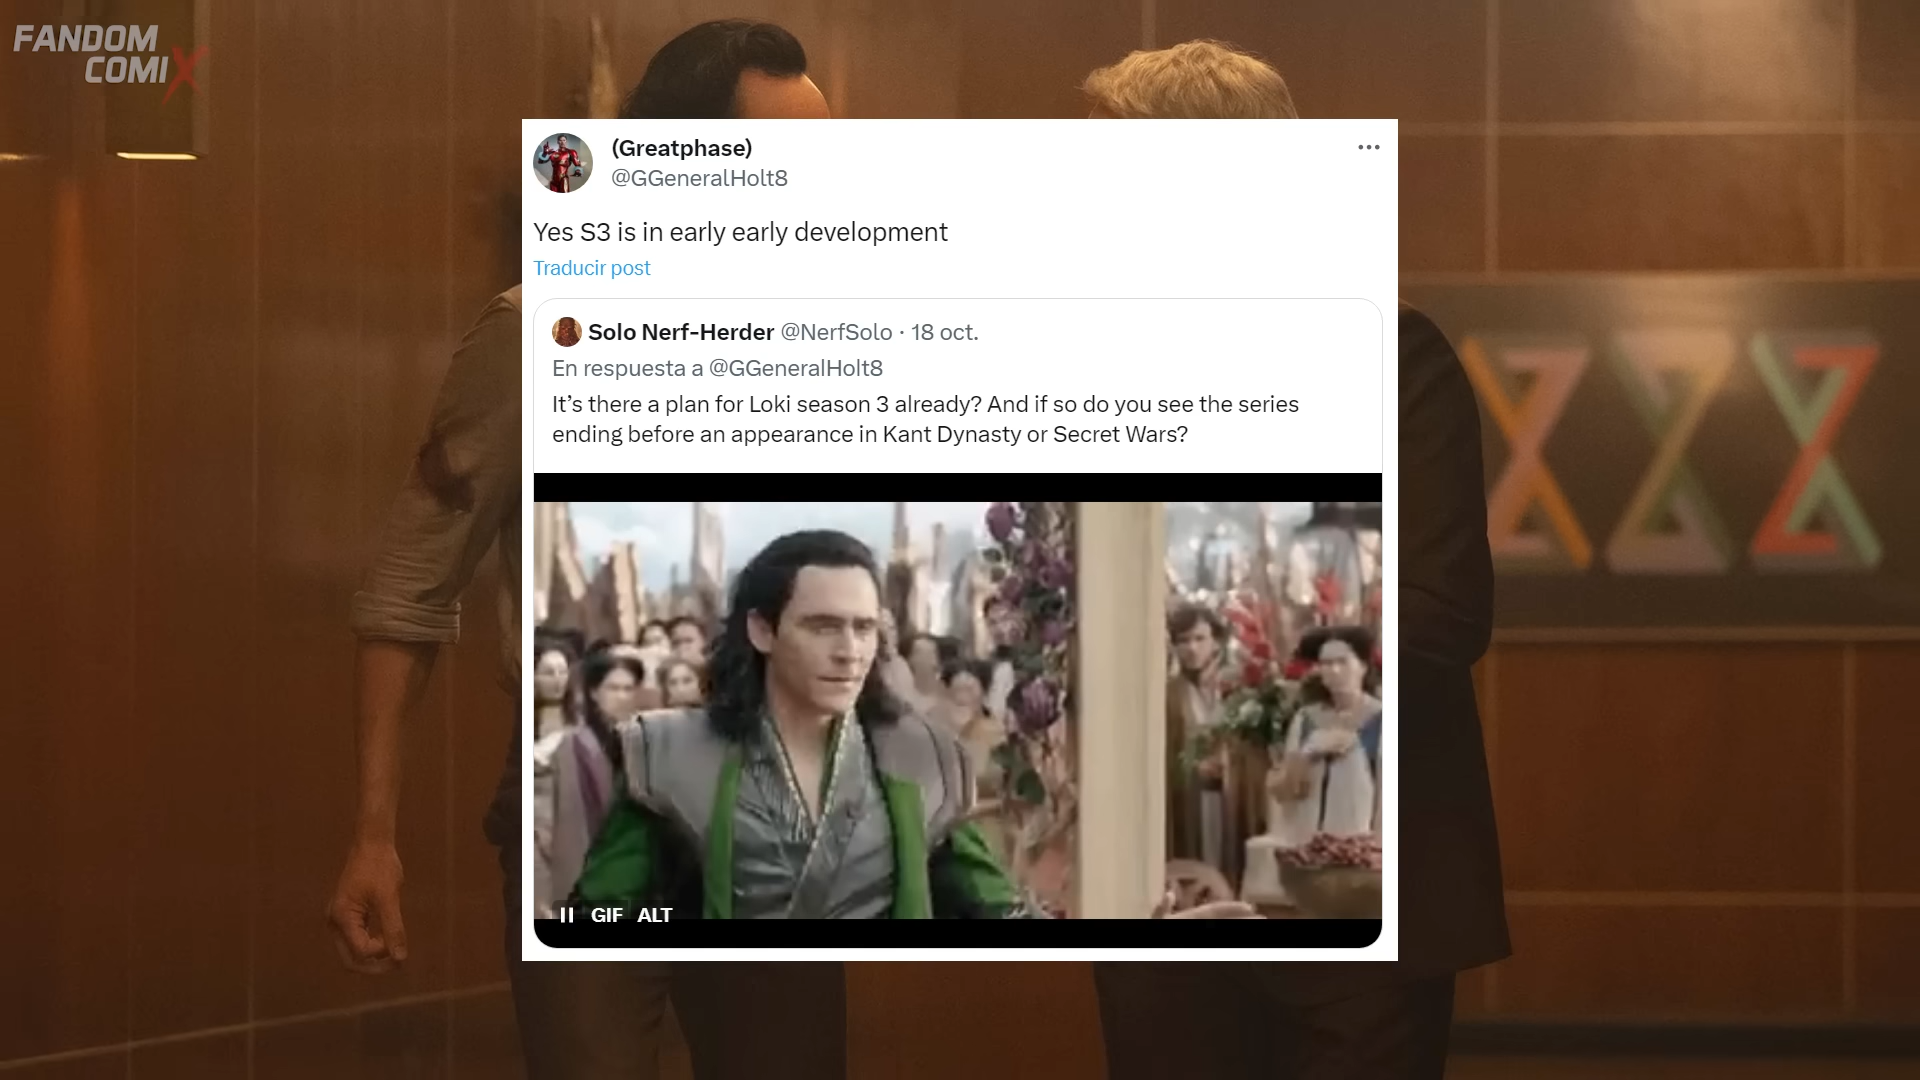 FANDOM
COMIX
(Greatphase)
@GGeneralHolt8
Yes S3 is in early early development
Traducir post
Solo Nerf-Herder @NerfSolo · 18 oct.
En respuesta a @GGeneralHolt8
It’s there a plan for Loki season 3 already? And if so do you see the series
ending before an appearance in Kant Dynasty or Secret Wars?
GIF ALT